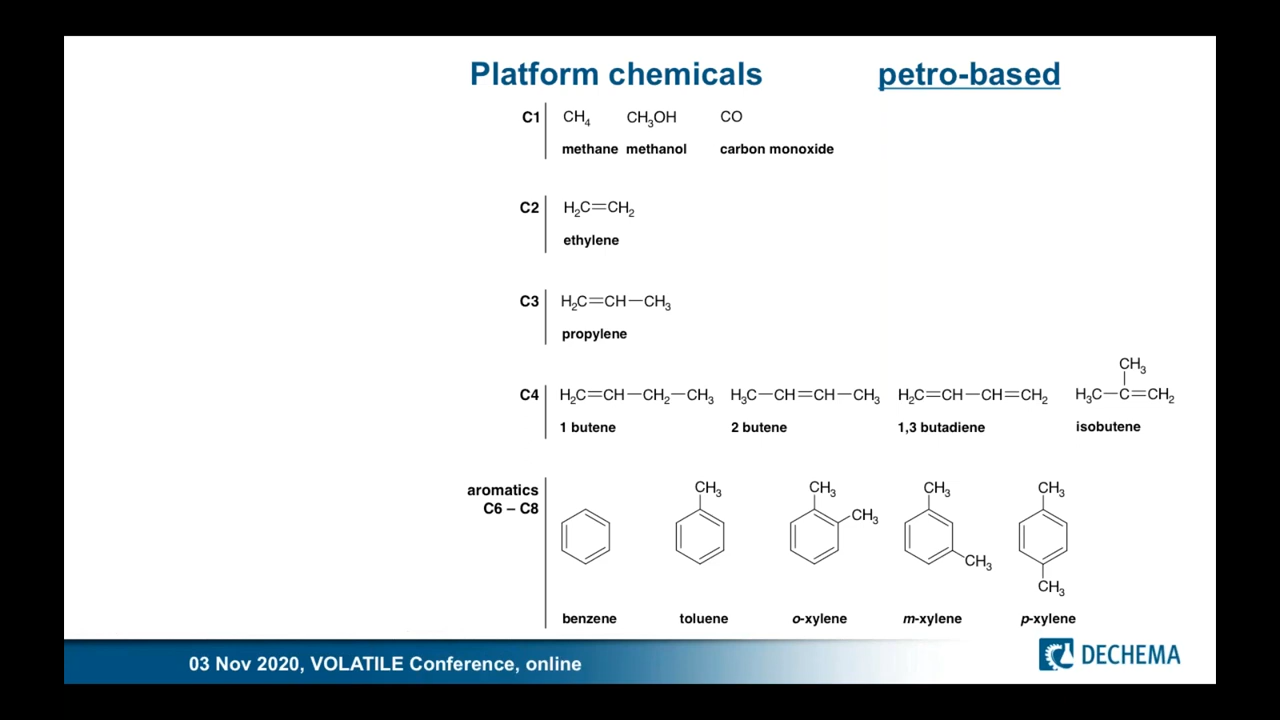 Platform chemicals petro-based
C1 CH₄ CH₃OH CO
methane methanol carbon monoxide
C2 H₂C=CH₂
ethylene
C3 H₂C=CH—CH₃
propylene
CH₃
C4 H₂C=CH—CH₂—CH₃ H₃C—CH=CH—CH₃ H₂C=CH—CH=CH₂ H₃C—C=CH₂
1 butene 2 butene 1,3 butadiene isobutene
aromatics CH₃ CH₃ CH₃ CH₃
C6 – C8 CH₃
CH₃
CH₃
benzene toluene o-xylene m-xylene p-xylene
03 Nov 2020, VOLATILE Conference, online DECHEMA